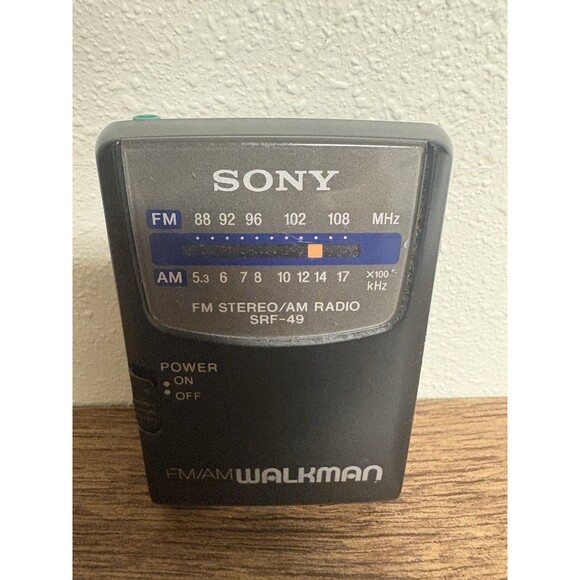 SONY
FM 88 92 96 102 108 MHz
AM 5.3 6 7 8 10 12 14 17 ×100 kHz
FM STEREO/AM RADIO
SRF-49
POWER
ON
OFF
FM/AM WALKMAN